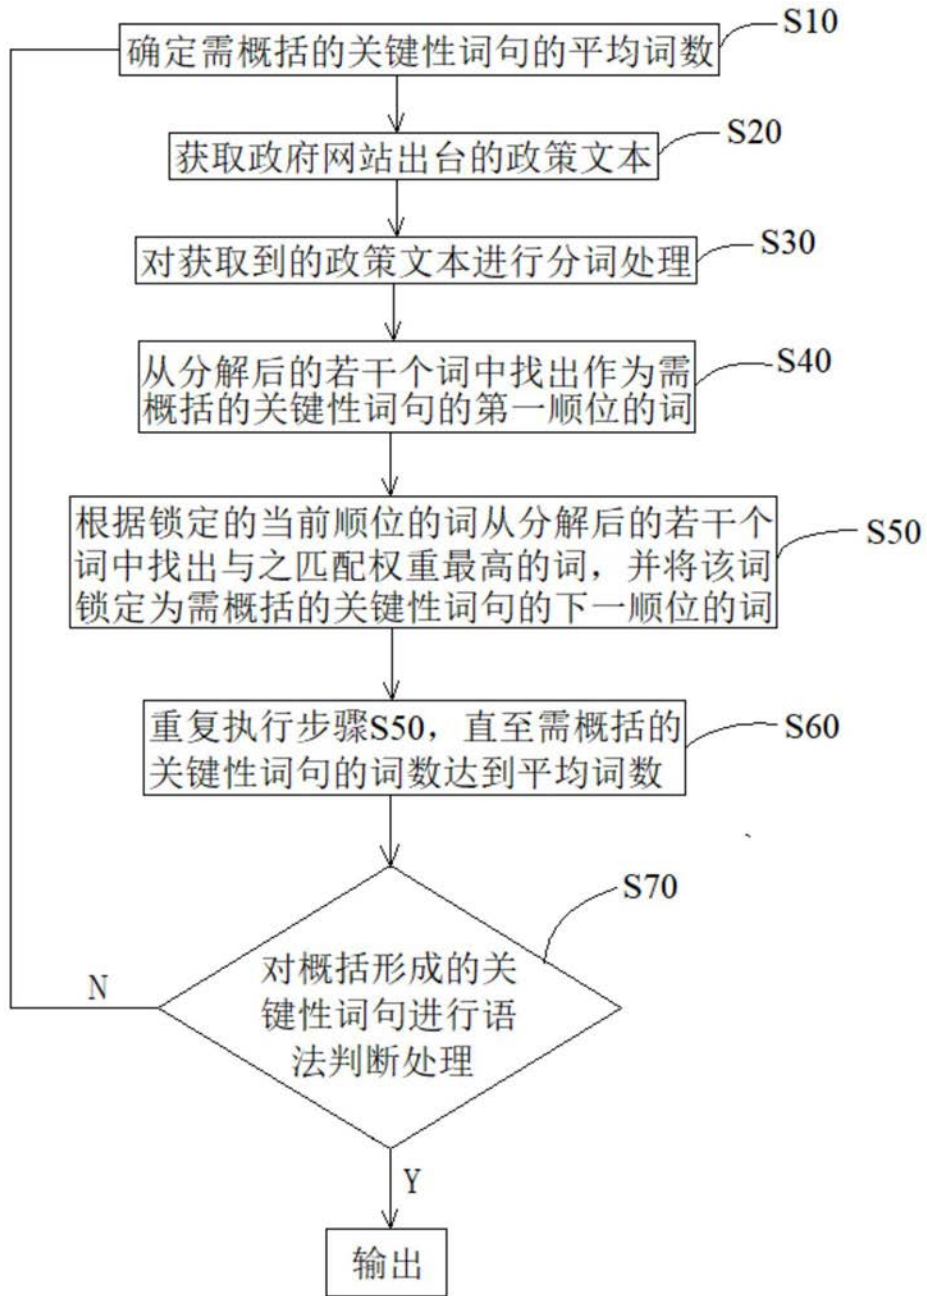 确定需概括的关键性词句的平均词数
S10
获取政府网站出台的政策文本
S20
对获取到的政策文本进行分词处理
S30
从分解后的若干个词中找出作为需
概括的关键性词句的第一顺位的词
S40
根据锁定的当前顺位的词从分解后的若干个
词中找出与之匹配权重最高的词，并将该词
锁定为需概括的关键性词句的下一顺位的词
S50
重复执行步骤S50，直至需概括的
关键性词句的词数达到平均词数
S60
S70
对概括形成的关
键性词句进行语
法判断处理
N
Y
输出